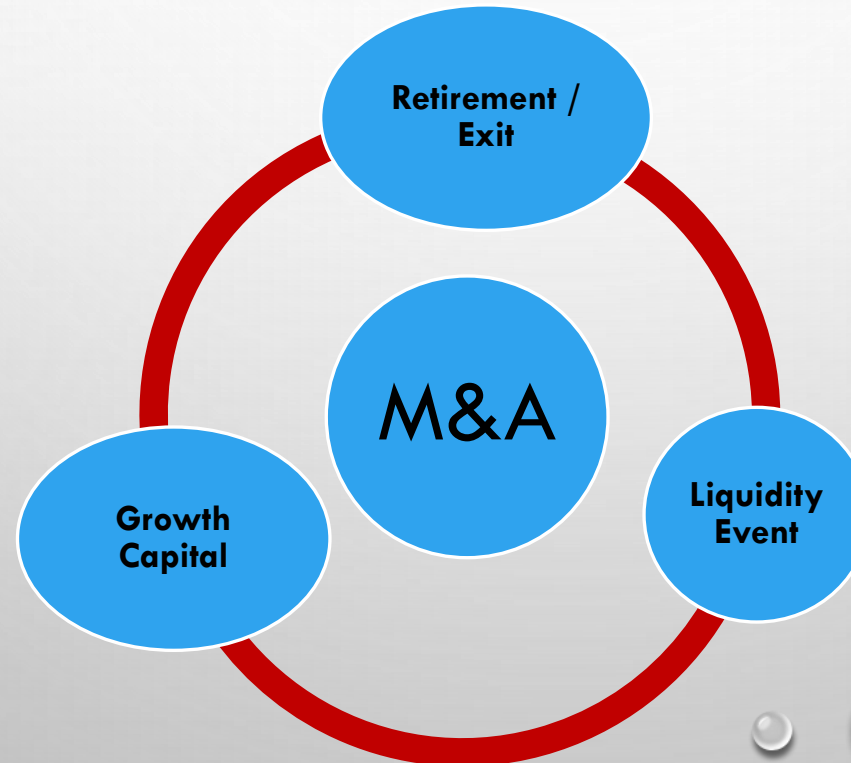 Retirement /
Exit
M&A
Liquidity
Event
Growth
Capital